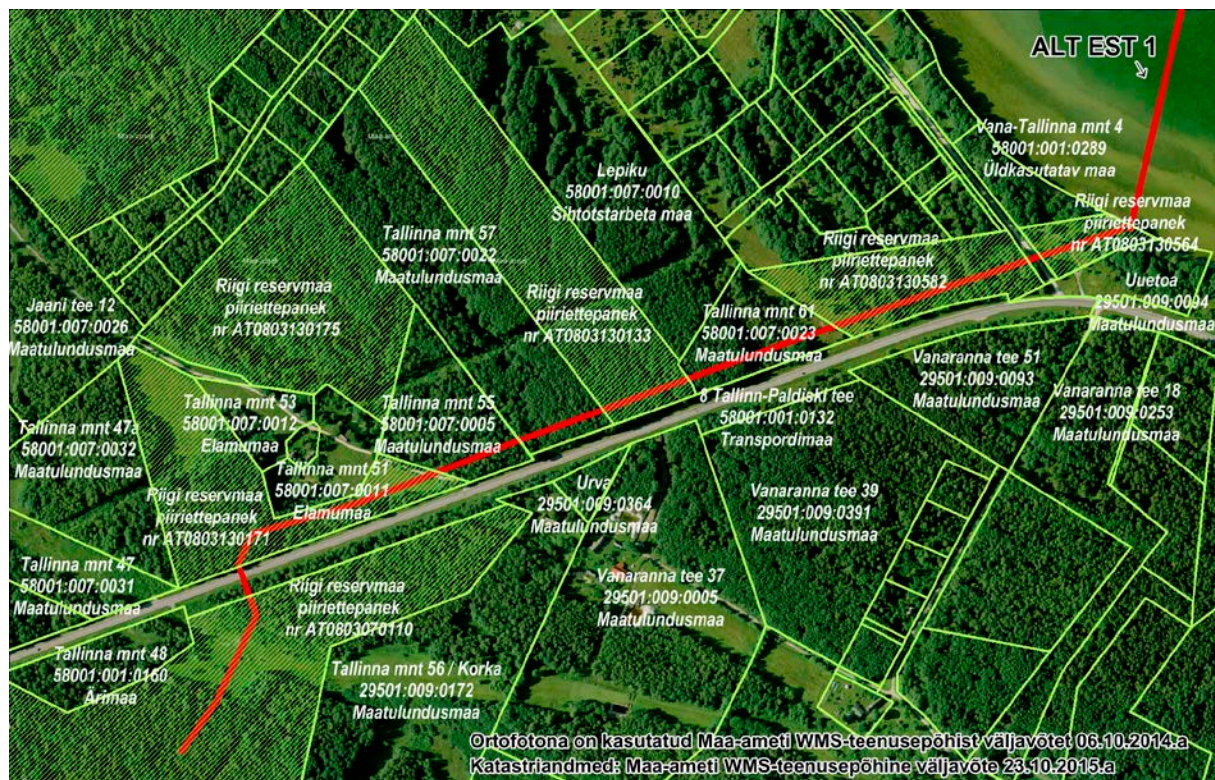 ALT EST 1
Vana-Tallinna mnt 4
58001:001:0289
Üldkasutatav maa
Lepiku
58001:007:0010
Sihtotstarbeta maa
Riigi reservmaa
piiriettepanek
nr AT0803130564
Tallinna mnt 57
58001:007:0022
Maatulundusmaa
Riigi reservmaa
piiriettepanek
nr AT0803130582
Uuetoa
29501:009:0094
Maatulundusmaa
Jaani tee 12
58001:007:0026
Maatulundusmaa
Riigi reservmaa
piiriettepanek
nr AT0803130175
Riigi reservmaa
piiriettepanek
nr AT0803130133
Tallinna mnt 61
58001:007:0023
Maatulundusmaa
Vanaranna tee 51
29501:009:0093
Maatulundusmaa
Vanaranna tee 18
29501:009:0253
Maatulundusmaa
8 Tallinn-Paldiski tee
58001:001:0132
Transpordimaa
Tallinna mnt 53
58001:007:0012
Elamumaa
Tallinna mnt 55
58001:007:0005
Maatulundusmaa
Tallinna mnt 47a
58001:007:0032
Maatulundusmaa
Tallinna mnt 51
58001:007:0011
Elamumaa
Urva
29501:009:0364
Maatulundusmaa
Vanaranna tee 39
29501:009:0391
Maatulundusmaa
Riigi reservmaa
piiriettepanek
nr AT0803130171
Tallinna mnt 47
58001:007:0031
Maatulundusmaa
Riigi reservmaa
piiriettepanek
nr AT0803070110
Vanaranna tee 37
29501:009:0005
Maatulundusmaa
Tallinna mnt 48
58001:001:0160
Ärimaa
Tallinna mnt 56 / Korka
29501:009:0172
Maatulundusmaa
Ortofotona on kasutatud Maa-ameti WMS-teenusepõhist väljavõtet 06.10.2014.a
Katastriandmed: Maa-ameti WMS-teenusepõhine väljavõte 23.10.2015.a